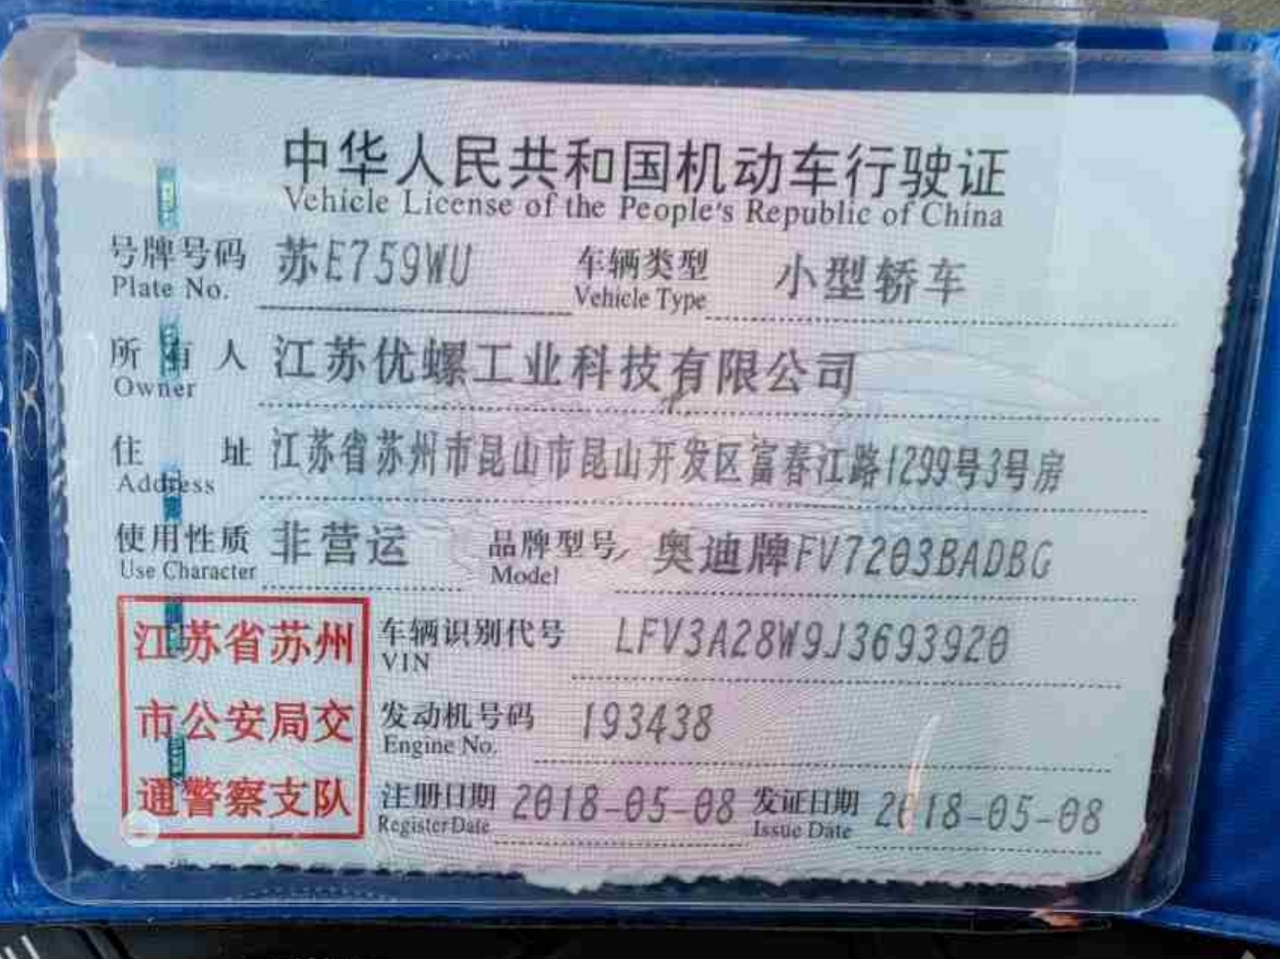 中华人民共和国机动车行驶证
Vehicle License of the People's Republic of China
号牌号码 苏E759WU 车辆类型 小型轿车
Plate No. Vehicle Type
所有人 江苏优螺工业科技有限公司
Owner
住址 江苏省苏州市昆山市昆山开发区富春江路1299号3号房
Address
使用性质 非营运 品牌型号 奥迪牌FV7203BADBG
Use Character Model
江苏省苏州
市公安局交
通警察支队
车辆识别代号 LFV3A28W9J3693920
VIN
发动机号码 193438
Engine No.
注册日期 2018-05-08 发证日期 2018-05-08
Register Date Issue Date